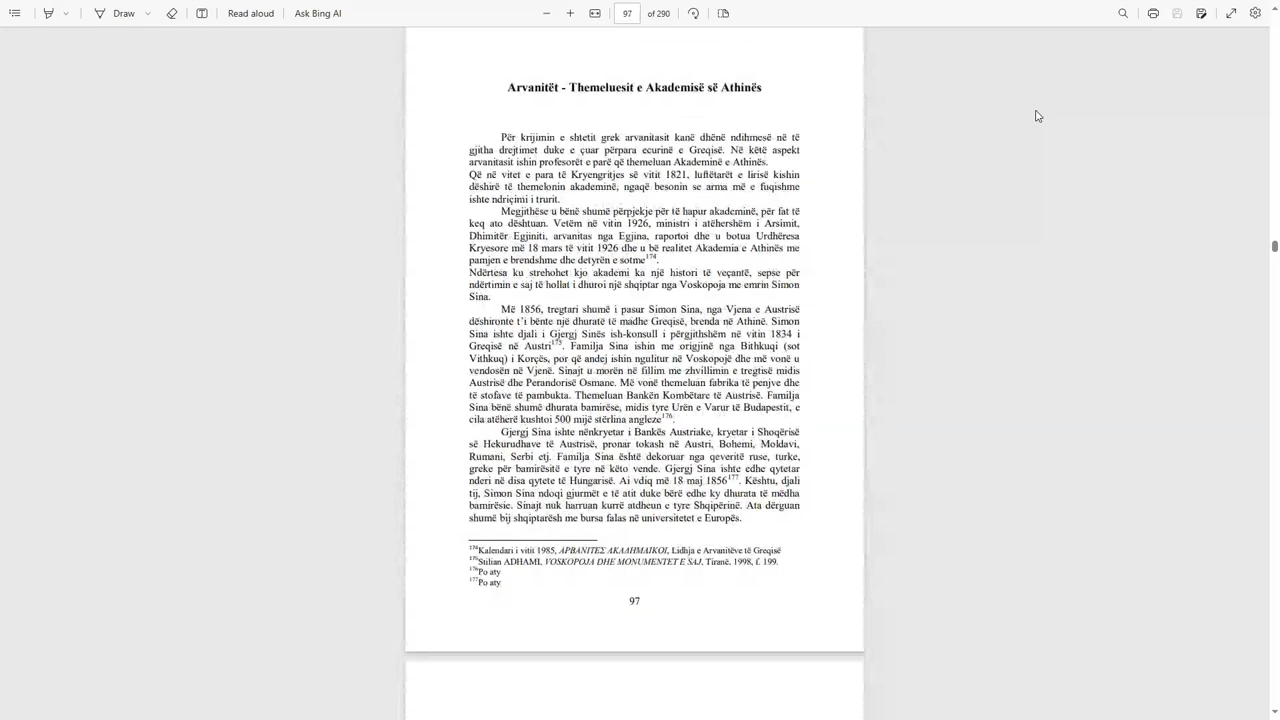 Draw
Read aloud
Ask Bing AI
97
of 290
Arvanitët - Themeluesit e Akademisë së Athinës
Për krijimin e shtetit grek arvanitasit kanë dhënë ndihmesë në të
gjitha drejtimet duke e çuar përpara ecurinë e Greqisë. Në këtë aspekt
arvanitasit ishin profesorët e parë që themeluan Akademinë e Athinës.
Që në vitet e para të Kryengritjes së vitit 1821, luftëtarët e lirisë kishin
dëshirë të themelonin akademinë, ngaqë besonin se arma më e fuqishme
ishte ndriçimi i trurit.
Megjithëse u bënë shumë përpjekje për të hapur akademinë, për fat të
keq ato dështuan. Vetëm në vitin 1926, ministri i atëhershëm i Arsimit,
Dhimitër Egjiniti, arvanitas nga Egjina, raportoi dhe u botua Urdhëresa
Kryesore më 18 mars të vitit 1926 dhe u bë realitet Akademia e Athinës me
pamjen e brendshme dhe detyrën e sotme174.
Ndërtesa ku strehohet kjo akademi ka një histori të veçantë, sepse për
ndërtimin e saj të hollat i dhuroi një shqiptar nga Voskopoja me emrin Simon
Sina.
Më 1856, tregtari shumë i pasur Simon Sina, nga Vjena e Austrisë
dëshironte t’i bënte një dhuratë të madhe Greqisë, brenda në Athinë. Simon
Sina ishte djali i Gjergj Sinës ish-konsull i përgjithshëm në vitin 1834 i
Greqisë në Austri175. Familja Sina ishin me origjinë nga Bithkuqi (sot
Vithkuq) i Korçës, por që andej ishin ngulitur në Voskopojë dhe më vonë u
vendosën në Vjenë. Sinajt u morën në fillim me zhvillimin e tregtisë midis
Austrisë dhe Perandorisë Osmane. Më vonë themeluan fabrika të penjve dhe
të stofave të pambukta. Themeluan Bankën Kombëtare të Austrisë. Familja
Sina bënë shumë dhurata bamirëse, midis tyre Urën e Varur të Budapestit, e
cila atëherë kushtoi 500 mijë stërlina angleze176.
Gjergj Sina ishte nënkryetar i Bankës Austriake, kryetar i Shoqërisë
së Hekurudhave të Austrisë, pronar tokash në Austri, Bohemi, Moldavi,
Rumani, Serbi etj. Familja Sina është dekoruar nga qeveritë ruse, turke,
greke për bamirësitë e tyre në këto vende. Gjergj Sina ishte edhe qytetar
nderi në disa qytete të Hungarisë. Ai vdiq më 18 maj 1856177. Kështu, djali
tij, Simon Sina ndoqi gjurmët e të atit duke bërë edhe ky dhurata të mëdha
bamirësie. Sinajt nuk harruan kurrë atdheun e tyre Shqipërinë. Ata dërguan
shumë bij shqiptarësh me bursa falas në universitetet e Europës.
174Kalendari i vitit 1985, ΑΡΒΑΝΙΤΕΣ ΑΚΑΔΗΜΑΙΚΟΙ, Lidhja e Arvanitëve të Greqisë
175Stilian ADHAMI, VOSKOPOJA DHE MONUMENTET E SAJ, Tiranë, 1998, f. 199.
176Po aty
177Po aty
97